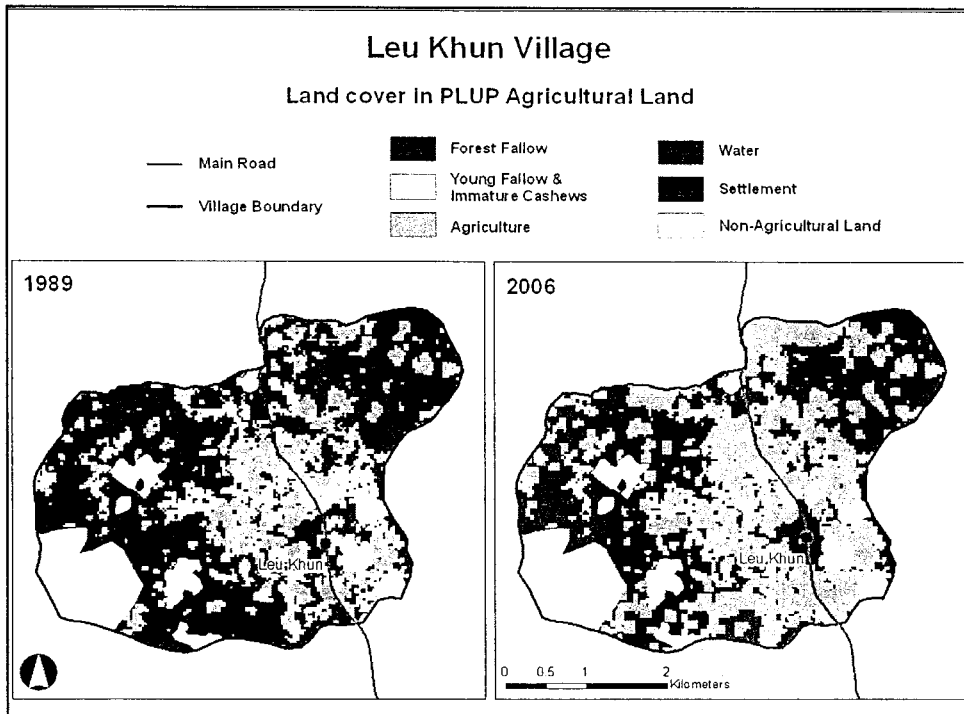 Leu Khun Village
Land cover in PLUP Agricultural Land
Main Road
Village Boundary
Forest Fallow
Young Fallow &
Immature Cashews
Agriculture
Water
Settlement
Non-Agricultural Land
1989
Leu Khun
2006
Leu Khun
0 0.5 1 2
Kilometers